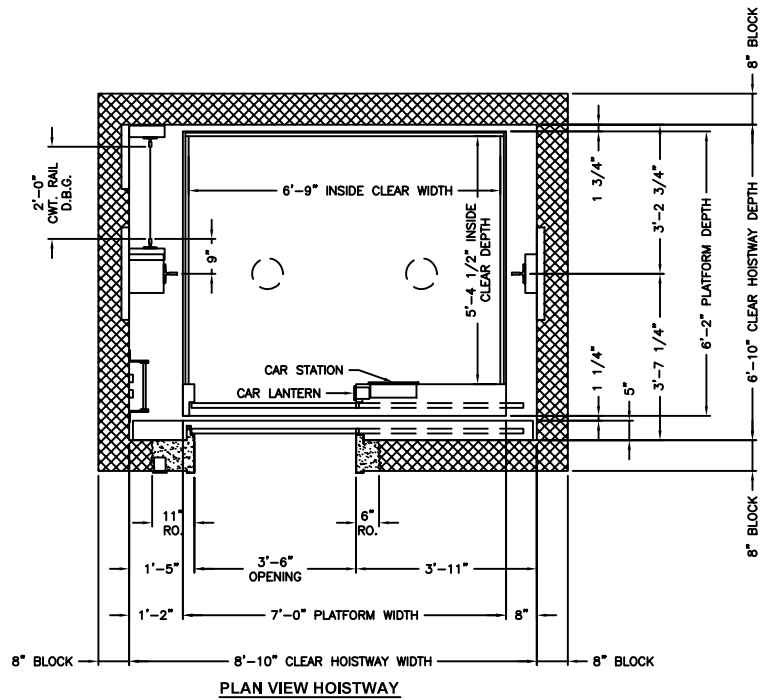 8" BLOCK
2'-0"
CWT. RAIL
D.B.G.
6'-9" INSIDE CLEAR WIDTH
5'-4 1/2" INSIDE
CLEAR DEPTH
9"
1 3/4"
3'-2 3/4"
6'-2" PLATFORM DEPTH
6'-10" CLEAR HOISTWAY DEPTH
CAR STATION
CAR LANTERN
1 1/4"
5"
3'-7 1/4"
8" BLOCK
11"
RO.
6"
RO.
1'-5"
3'-6"
OPENING
3'-11"
1'-2"
7'-0" PLATFORM WIDTH
8"
8" BLOCK
8'-10" CLEAR HOISTWAY WIDTH
8" BLOCK
PLAN VIEW HOISTWAY